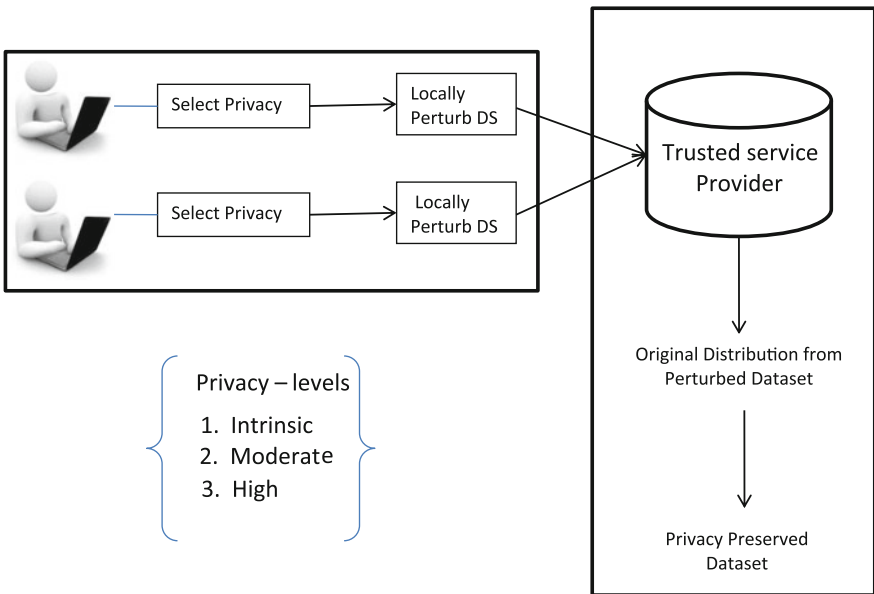 Select Privacy
Locally
Perturb DS
Select Privacy
Locally
Perturb DS
Trusted service
Provider
Original Distribution from
Perturbed Dataset
Privacy Preserved
Dataset
Privacy – levels
1. Intrinsic
2. Moderate
3. High